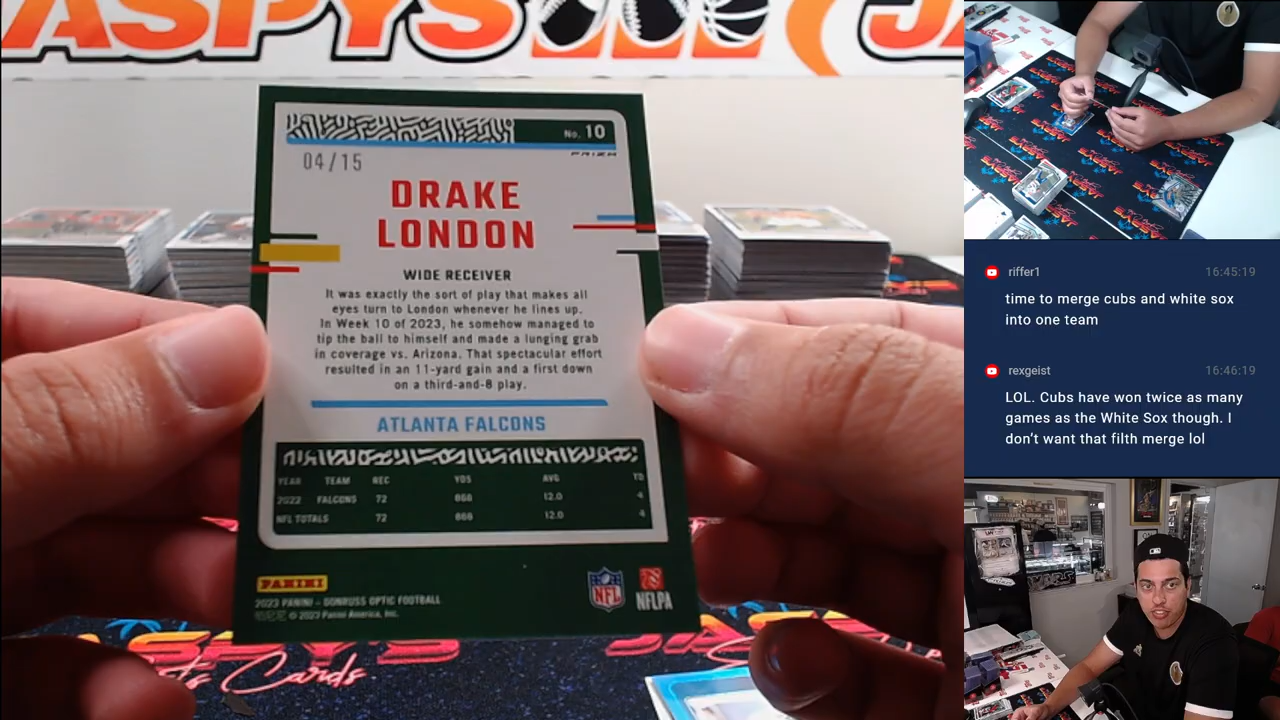 ASPYS
JA
No. 10
PRIZM
04/15
DRAKE
LONDON
WIDE RECEIVER
It was exactly the sort of play that makes all
eyes turn to London whenever he lines up.
In Week 10 of 2023, he somehow managed to
tip the ball to himself and made a lunging grab
in coverage vs. Arizona. That spectacular effort
resulted in an 11-yard gain and a first down
on a third-and-8 play.
ATLANTA FALCONS
YEAR TEAM REC YDS AVG TD
2022 FALCONS 72 866 12.0 4
NFL TOTALS 72 866 12.0 4
PANINI
2023 PANINI - DONRUSS OPTIC FOOTBALL
© 2023 Panini America, Inc.
NFL
NFLPA
ASPYS
JASP
Sports Cards
riffer1 16:45:19
time to merge cubs and white sox
into one team
rexgeist 16:46:19
LOL. Cubs have won twice as many
games as the White Sox though. I
don't want that filth merge lol